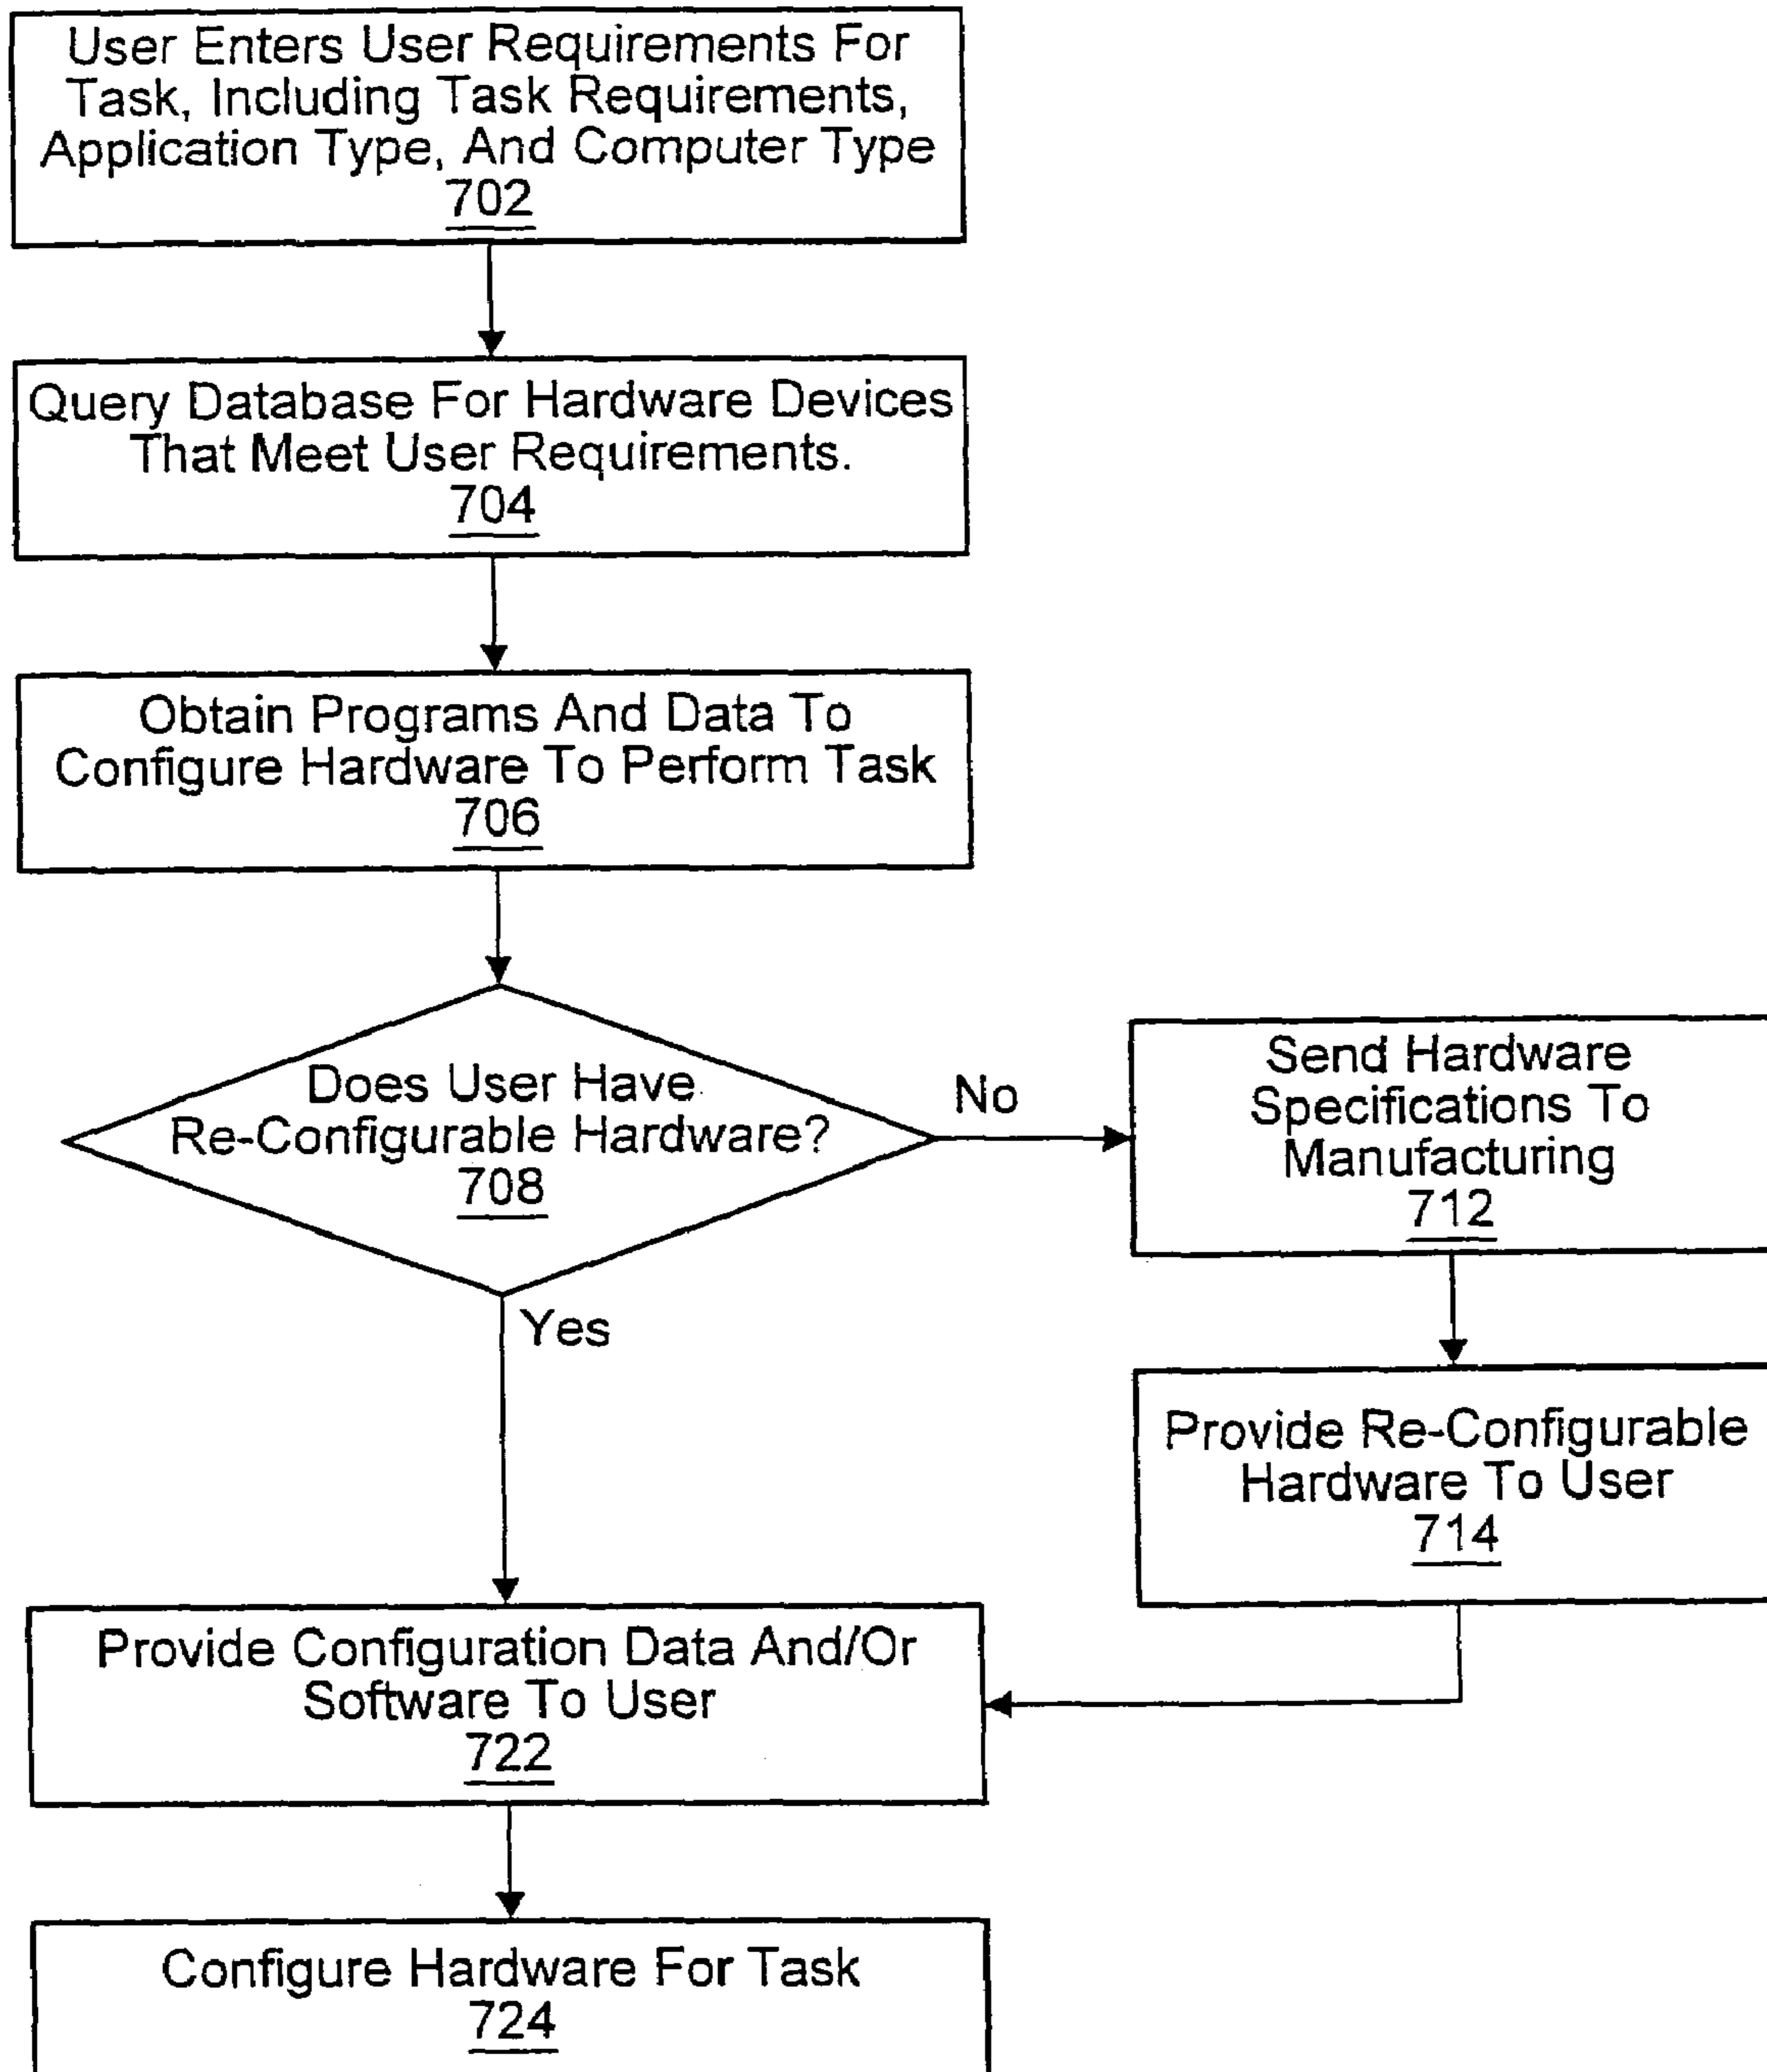 User Enters User Requirements For
Task, Including Task Requirements,
Application Type, And Computer Type
702
Query Database For Hardware Devices
That Meet User Requirements.
704
Obtain Programs And Data To
Configure Hardware To Perform Task
706
Does User Have
Re-Configurable Hardware?
708
No
Send Hardware
Specifications To
Manufacturing
712
Yes
Provide Re-Configurable
Hardware To User
714
Provide Configuration Data And/Or
Software To User
722
Configure Hardware For Task
724